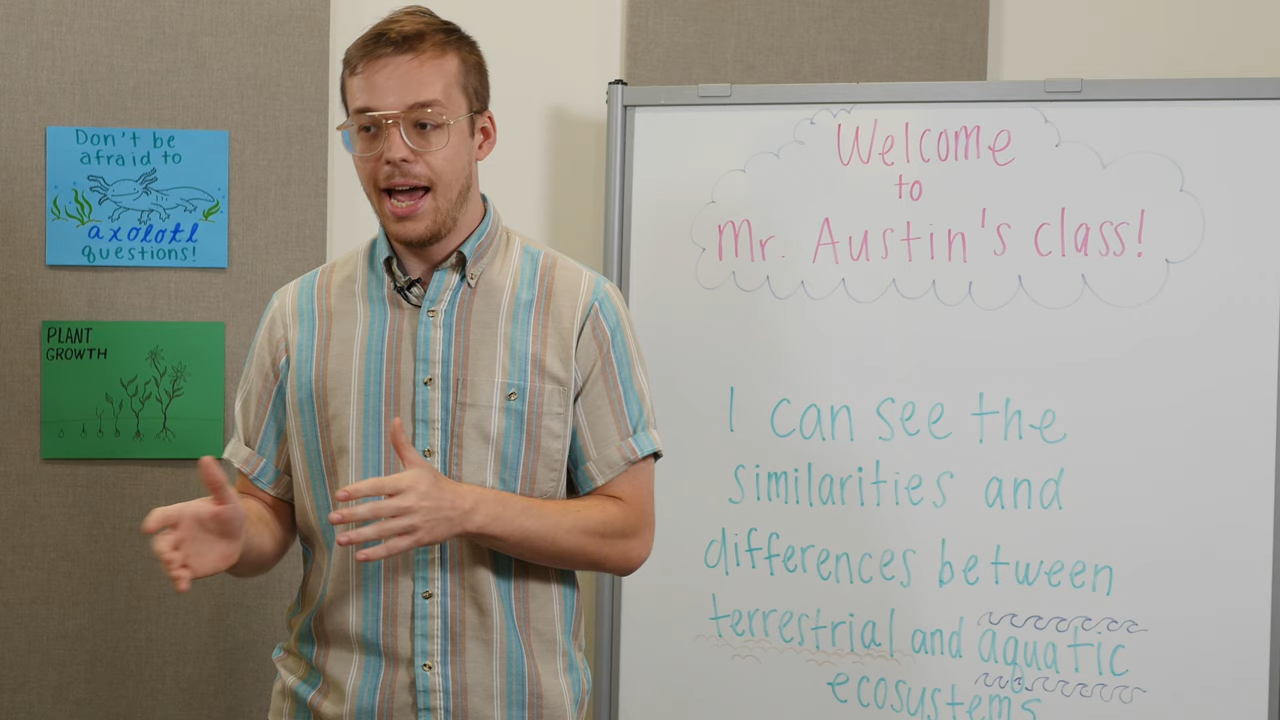 Don't be
afraid to
axolotl
questions!
PLANT
GROWTH
Welcome
to
Mr. Austin's class!
I can see the
similarities and
differences between
terrestrial and aquatic
ecosystems